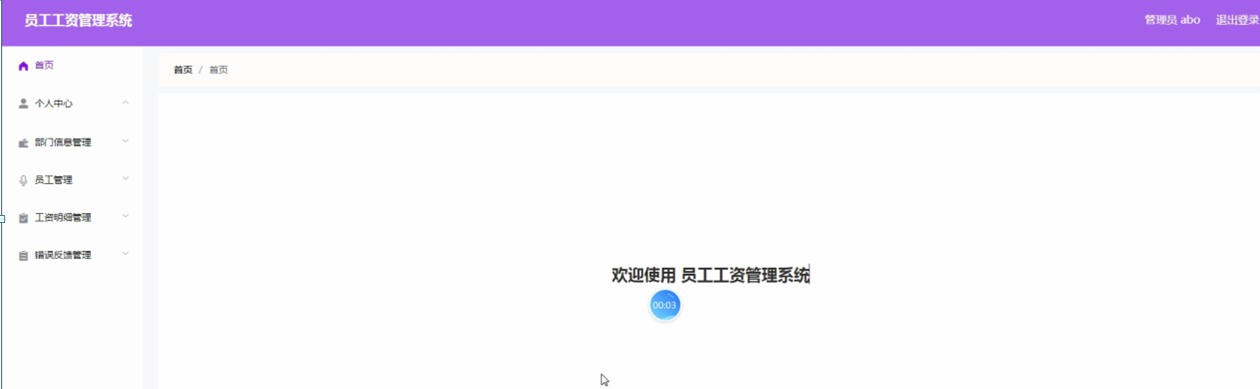 员工工资管理系统
管理员 abo 退出登录
首页
个人中心
部门信息管理
员工管理
工资明细管理
错误反馈管理
首页 / 首页
欢迎使用 员工工资管理系统
00:03